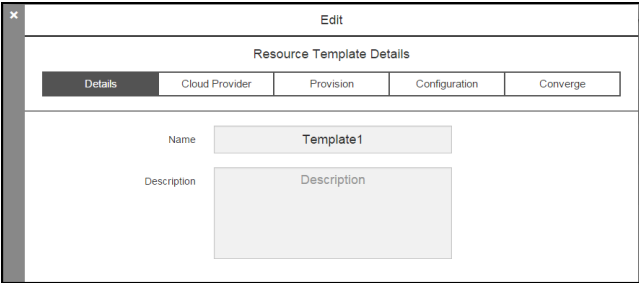 ×
Edit
Resource Template Details
Details Cloud Provider Provision Configuration Converge
Name Template1
Description Description